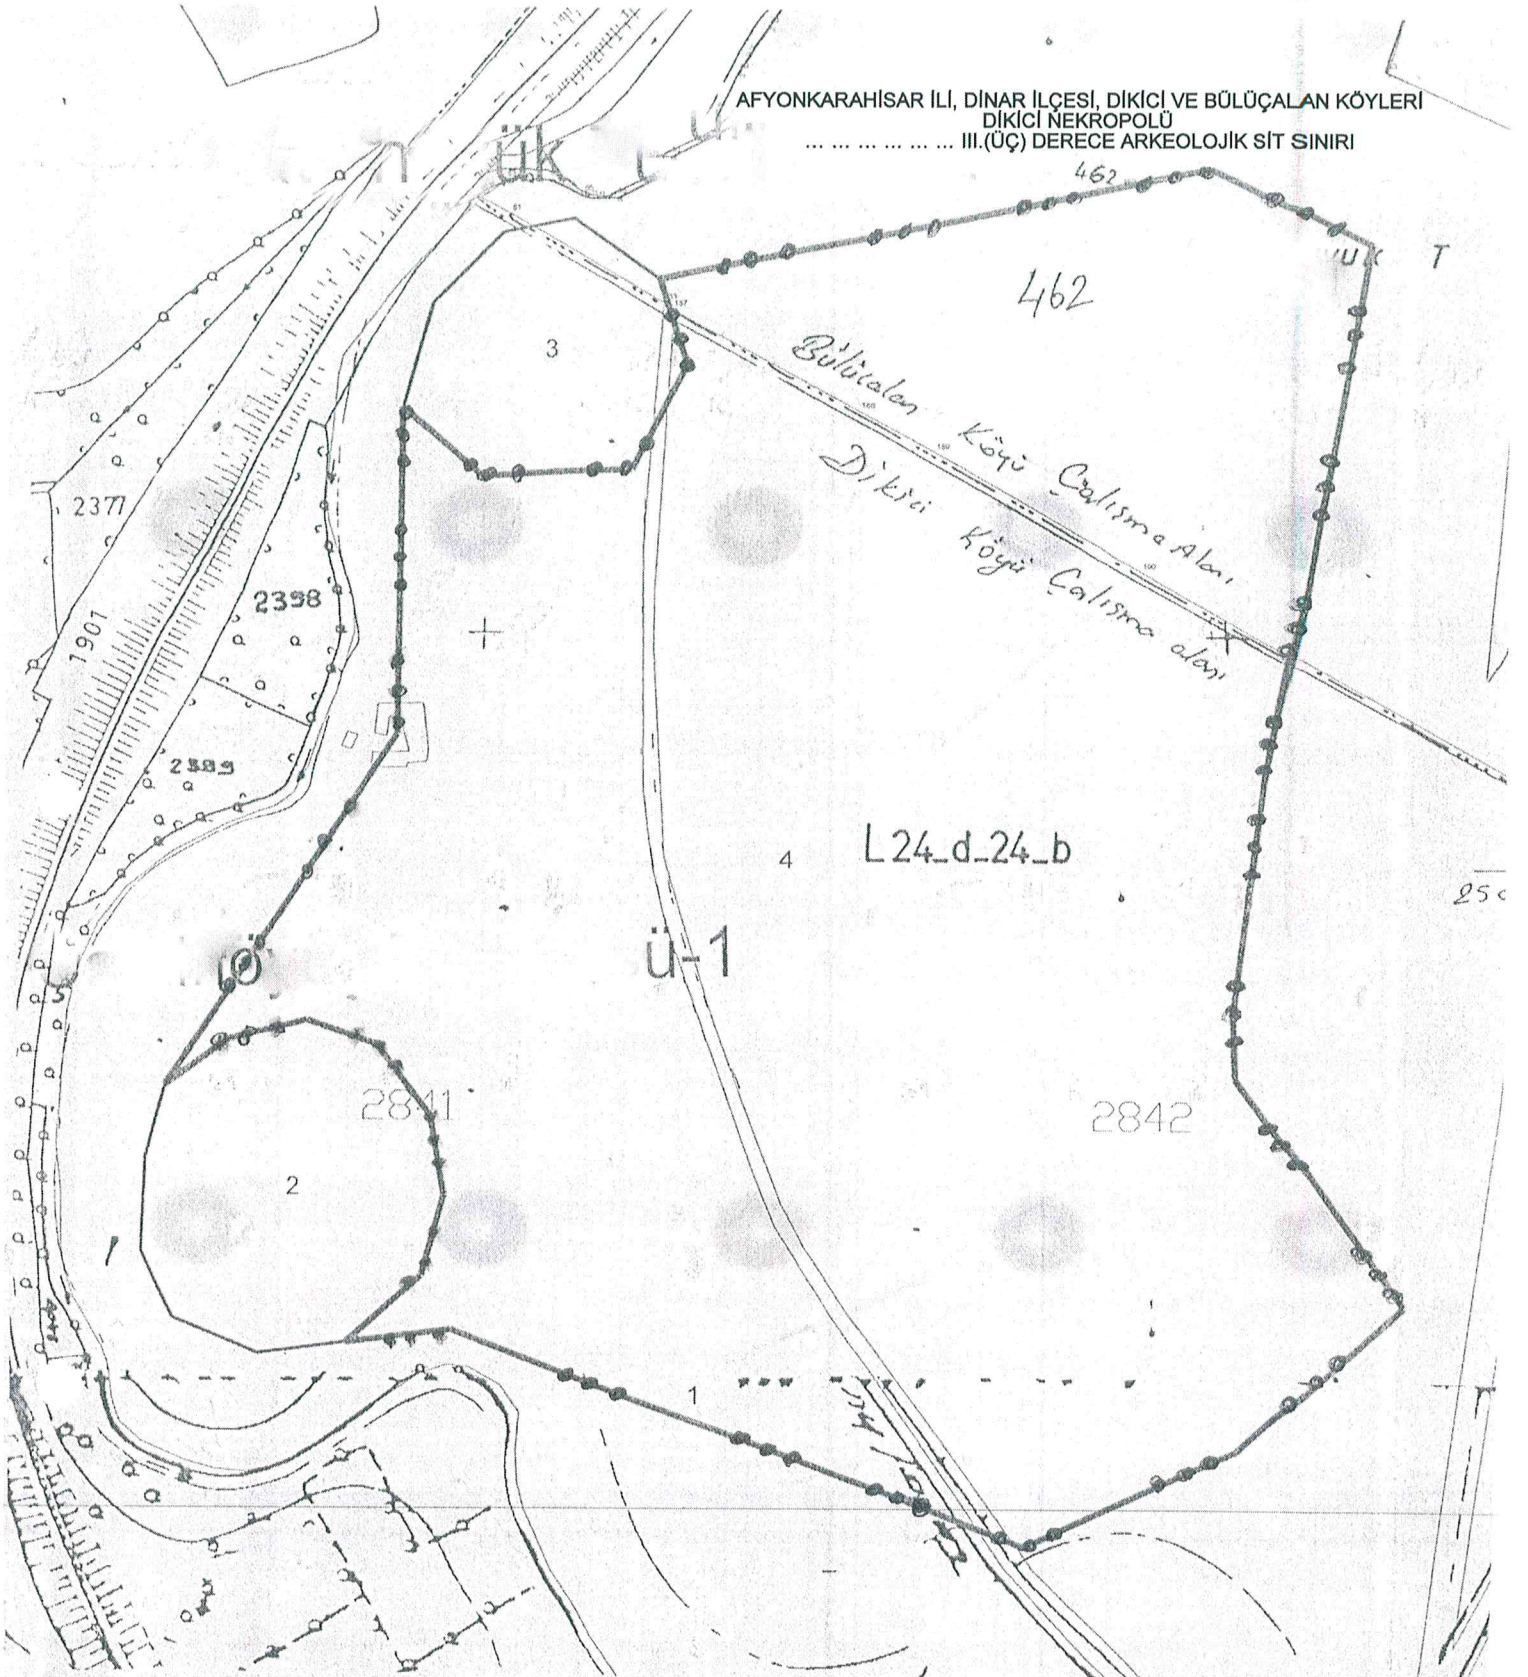 AFYONKARAHİSAR İLİ, DİNAR İLÇESİ, DİKİCİ VE BÜLÜÇALAN KÖYLERİ
DİKİCİ NEKROPOLÜ
... ... ... ... ... ... III.(ÜÇ) DERECE ARKEOLOJİK SİT SINIRI
ük
462
T
462
3
Bülücalan Köyü Çalışma Alanı
Dikici Köyü Çalışma alanı
2377
2398
1901
2389
4
L24_d_24_b
ü-1
2841
2842
2
1